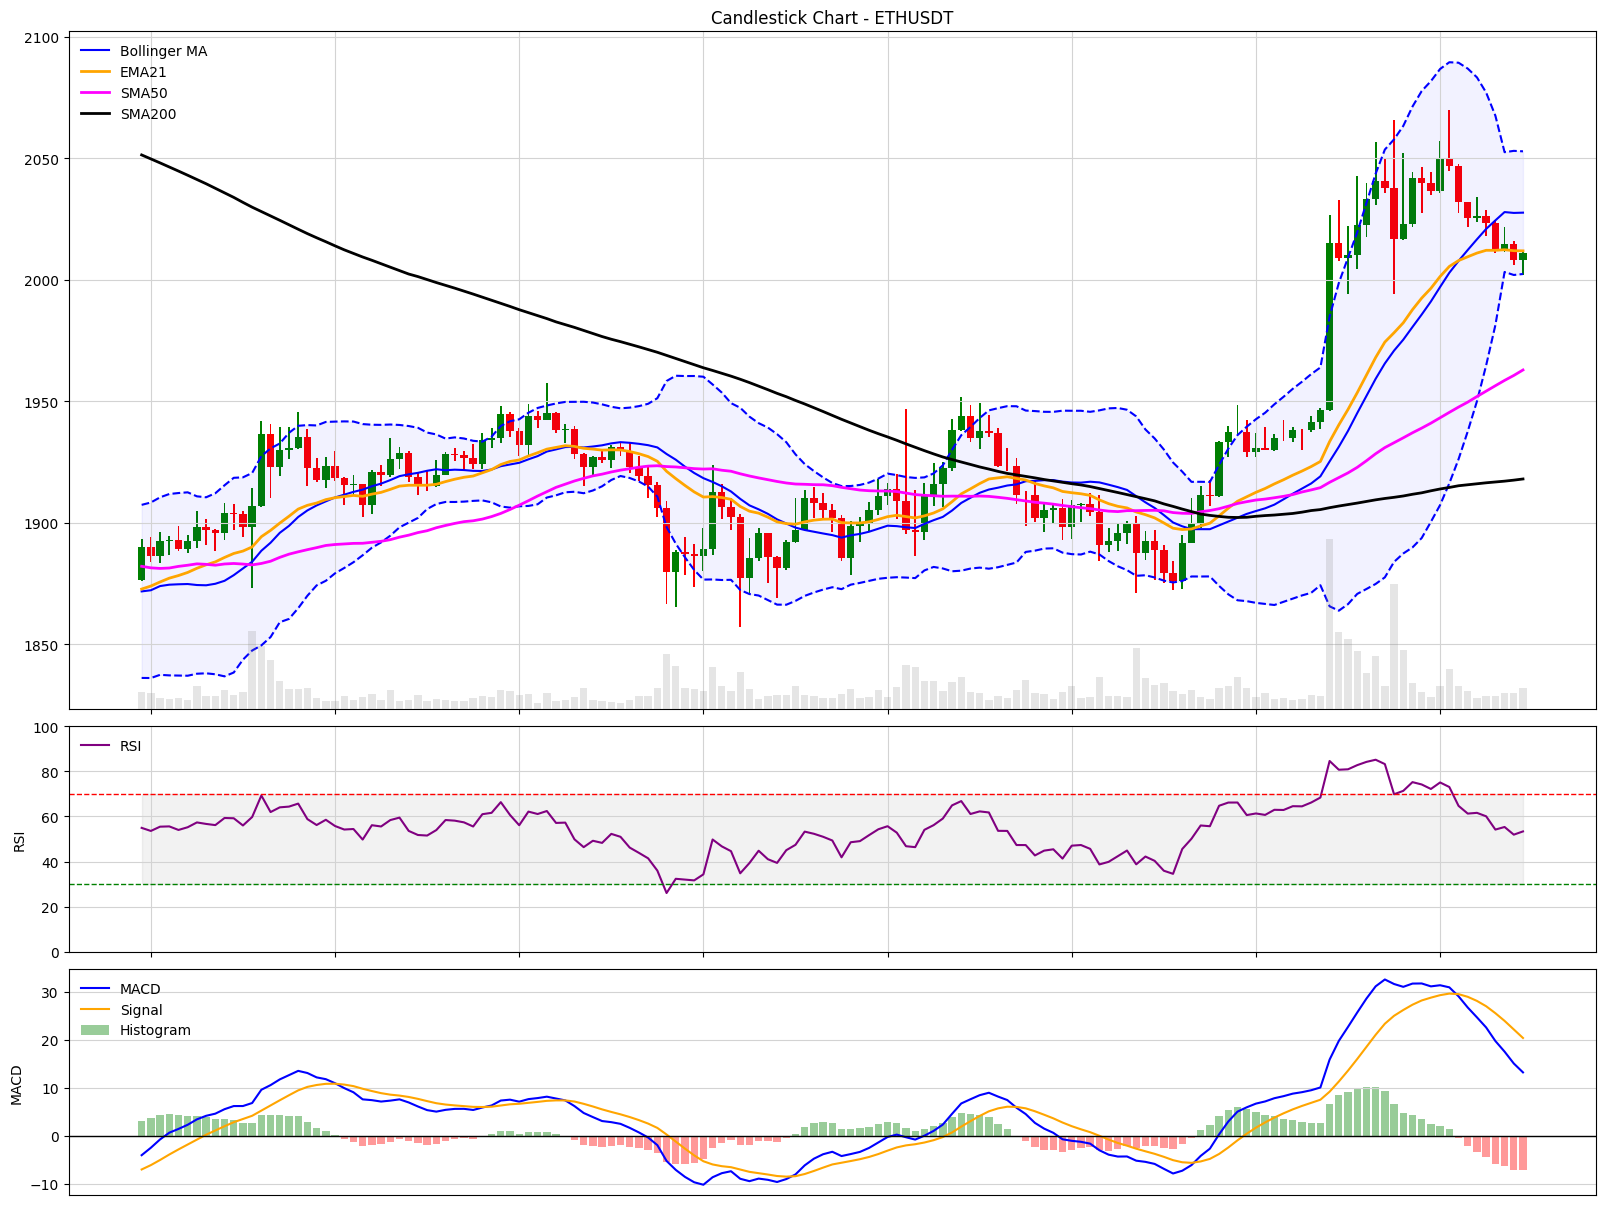 Candlestick Chart - ETHUSDT
2100
2050
2000
1950
1900
1850
Bollinger MA
EMA21
SMA50
SMA200
RSI
100
80
60
40
20
0
RSI
MACD
30
20
10
0
−10
MACD
Signal
Histogram